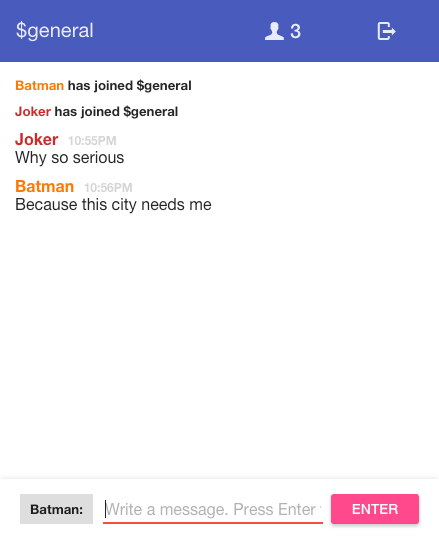 $general
3
Batman has joined $general
Joker has joined $general
Joker 10:55PM
Why so serious
Batman 10:56PM
Because this city needs me
Batman: Write a message. Press Enter ENTER